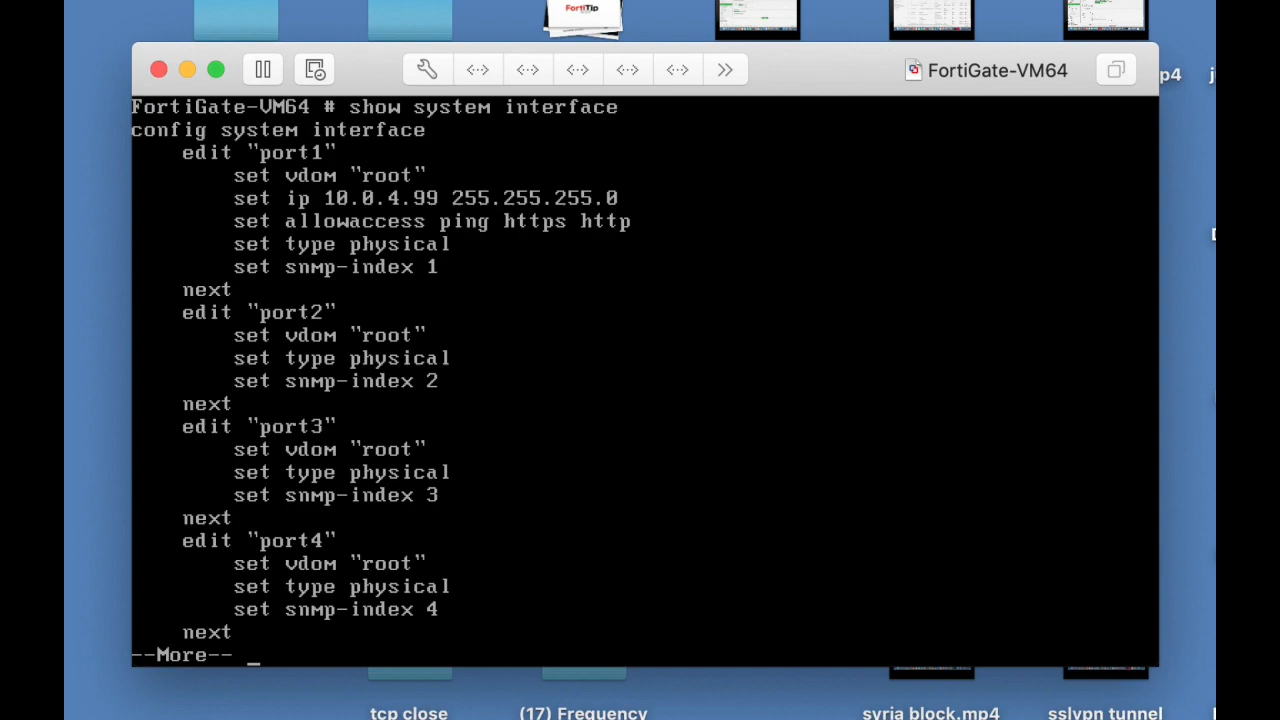 FortiTip
FortiGate-VM64
p4
FortiGate-VM64 # show system interface
config system interface
    edit "port1"
        set vdom "root"
        set ip 10.0.4.99 255.255.255.0
        set allowaccess ping https http
        set type physical
        set snmp-index 1
    next
    edit "port2"
        set vdom "root"
        set type physical
        set snmp-index 2
    next
    edit "port3"
        set vdom "root"
        set type physical
        set snmp-index 3
    next
    edit "port4"
        set vdom "root"
        set type physical
        set snmp-index 4
    next
--More--
tcp close
(17) Frequency
syria block.mp4
sslvpn tunnel